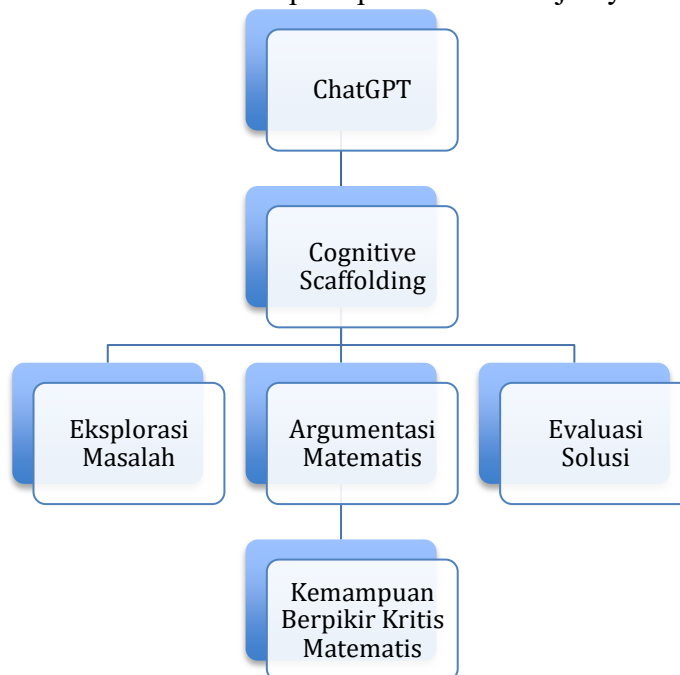 ChatGPT
Cognitive
Scaffolding
Eksplorasi
Masalah
Argumentasi
Matematis
Evaluasi
Solusi
Kemampuan
Berpikir Kritis
Matematis